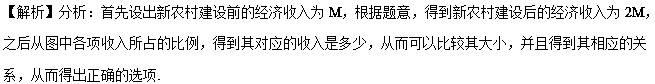 【解析】分析：首先设出新农村建设前的经济收入为 M，根据题意，得到新农村建设后的经济收入为 2M，
之后从图中各项收入所占的比例，得到其对应的收入是多少，从而可以比较其大小，并且得到其相应的关
系，从而得出正确的选项.